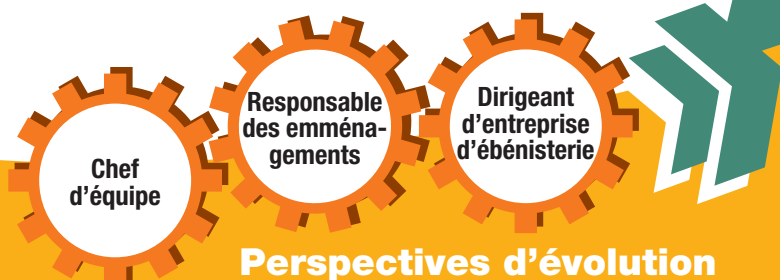 Chef
d'équipe
Responsable
des emména-
gements
Dirigeant
d'entreprise
d'ébénisterie
Perspectives d’évolution